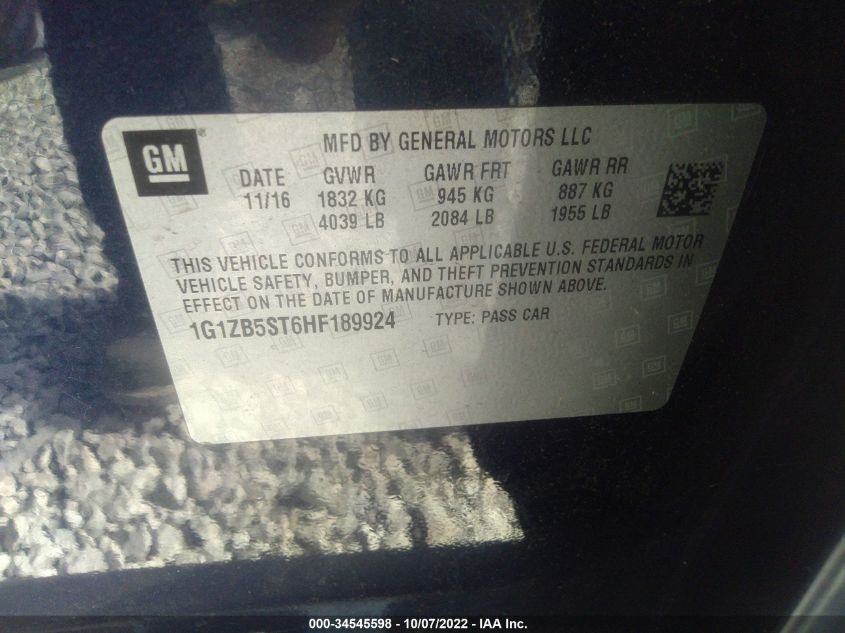 GM
MFD BY GENERAL MOTORS LLC
DATE GVWR GAWR FRT GAWR RR
11/16 1832 KG 945 KG 887 KG
4039 LB 2084 LB 1955 LB
THIS VEHICLE CONFORMS TO ALL APPLICABLE U.S. FEDERAL MOTOR
VEHICLE SAFETY, BUMPER, AND THEFT PREVENTION STANDARDS IN
EFFECT ON THE DATE OF MANUFACTURE SHOWN ABOVE.
1G1ZB5ST6HF189924 TYPE: PASS CAR
000-34545598 - 10/07/2022 - IAA Inc.